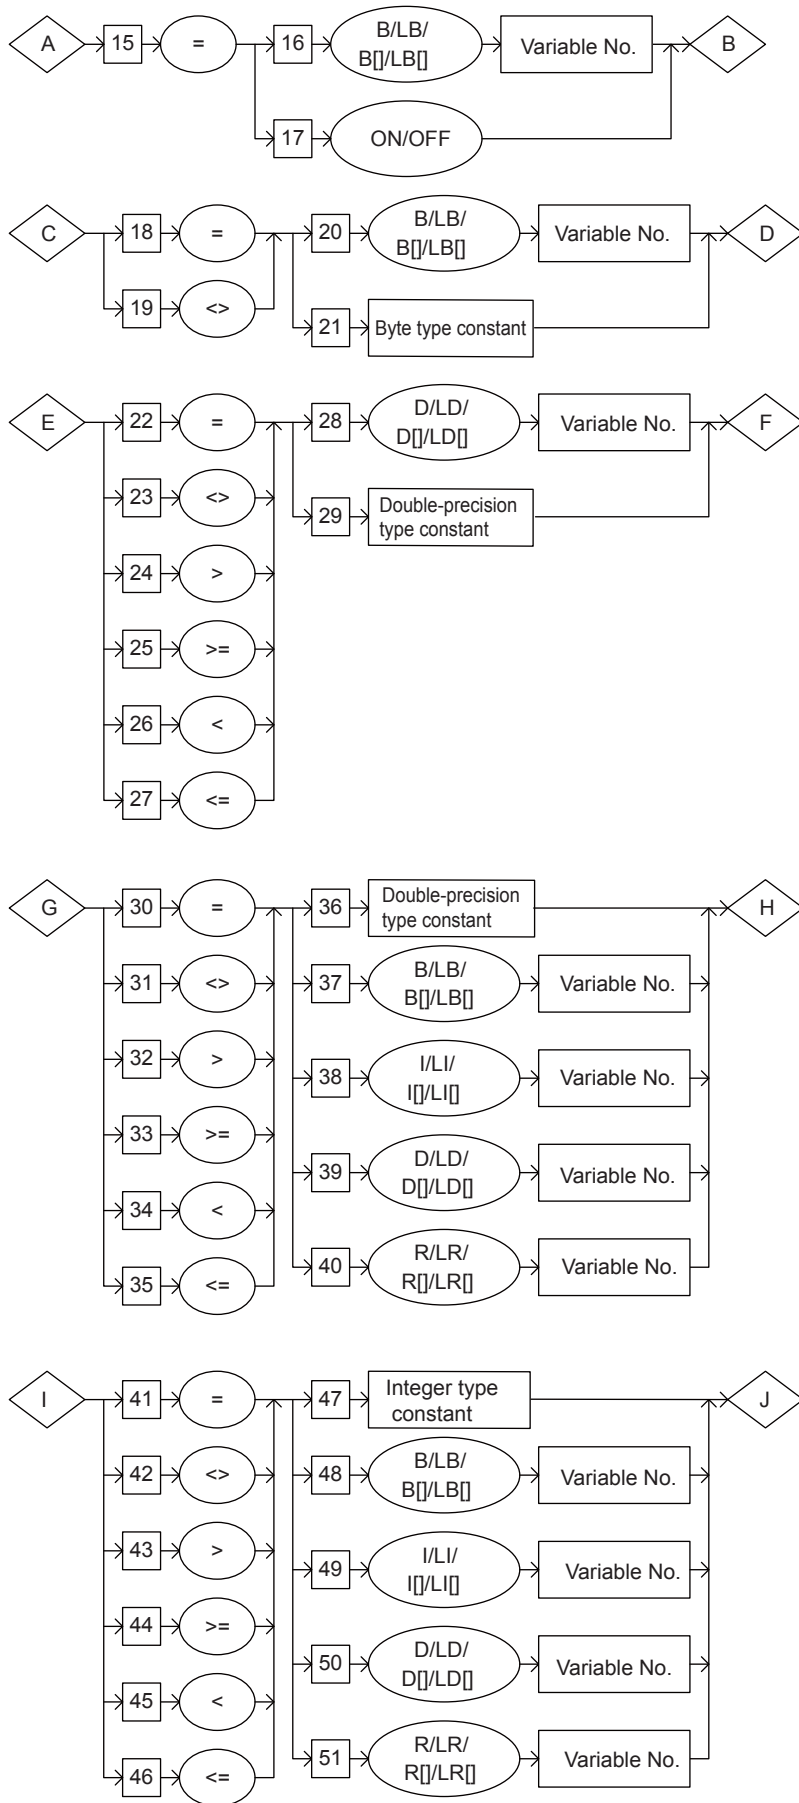 A 15 = 16 B/LB/ Variable No. B
B[]/LB[]
17 ON/OFF
C 18 = 20 B/LB/ Variable No. D
B[]/LB[]
19 <> 21 Byte type constant
E 22 = 28 D/LD/ Variable No. F
D[]/LD[]
23 <> 29 Double-precision
type constant
24 >
25 >=
26 <
27 <=
G 30 = 36 Double-precision H
type constant
31 <> 37 B/LB/ Variable No.
B[]/LB[]
32 > 38 I/LI/ Variable No.
I[]/LI[]
33 >=
39 D/LD/ Variable No.
D[]/LD[]
34 <
40 R/LR/ Variable No.
R[]/LR[]
35 <=
I 41 = 47 Integer type J
constant
42 <> 48 B/LB/ Variable No.
B[]/LB[]
43 > 49 I/LI/ Variable No.
I[]/LI[]
44 >=
50 D/LD/ Variable No.
D[]/LD[]
45 <
51 R/LR/ Variable No.
R[]/LR[]
46 <=